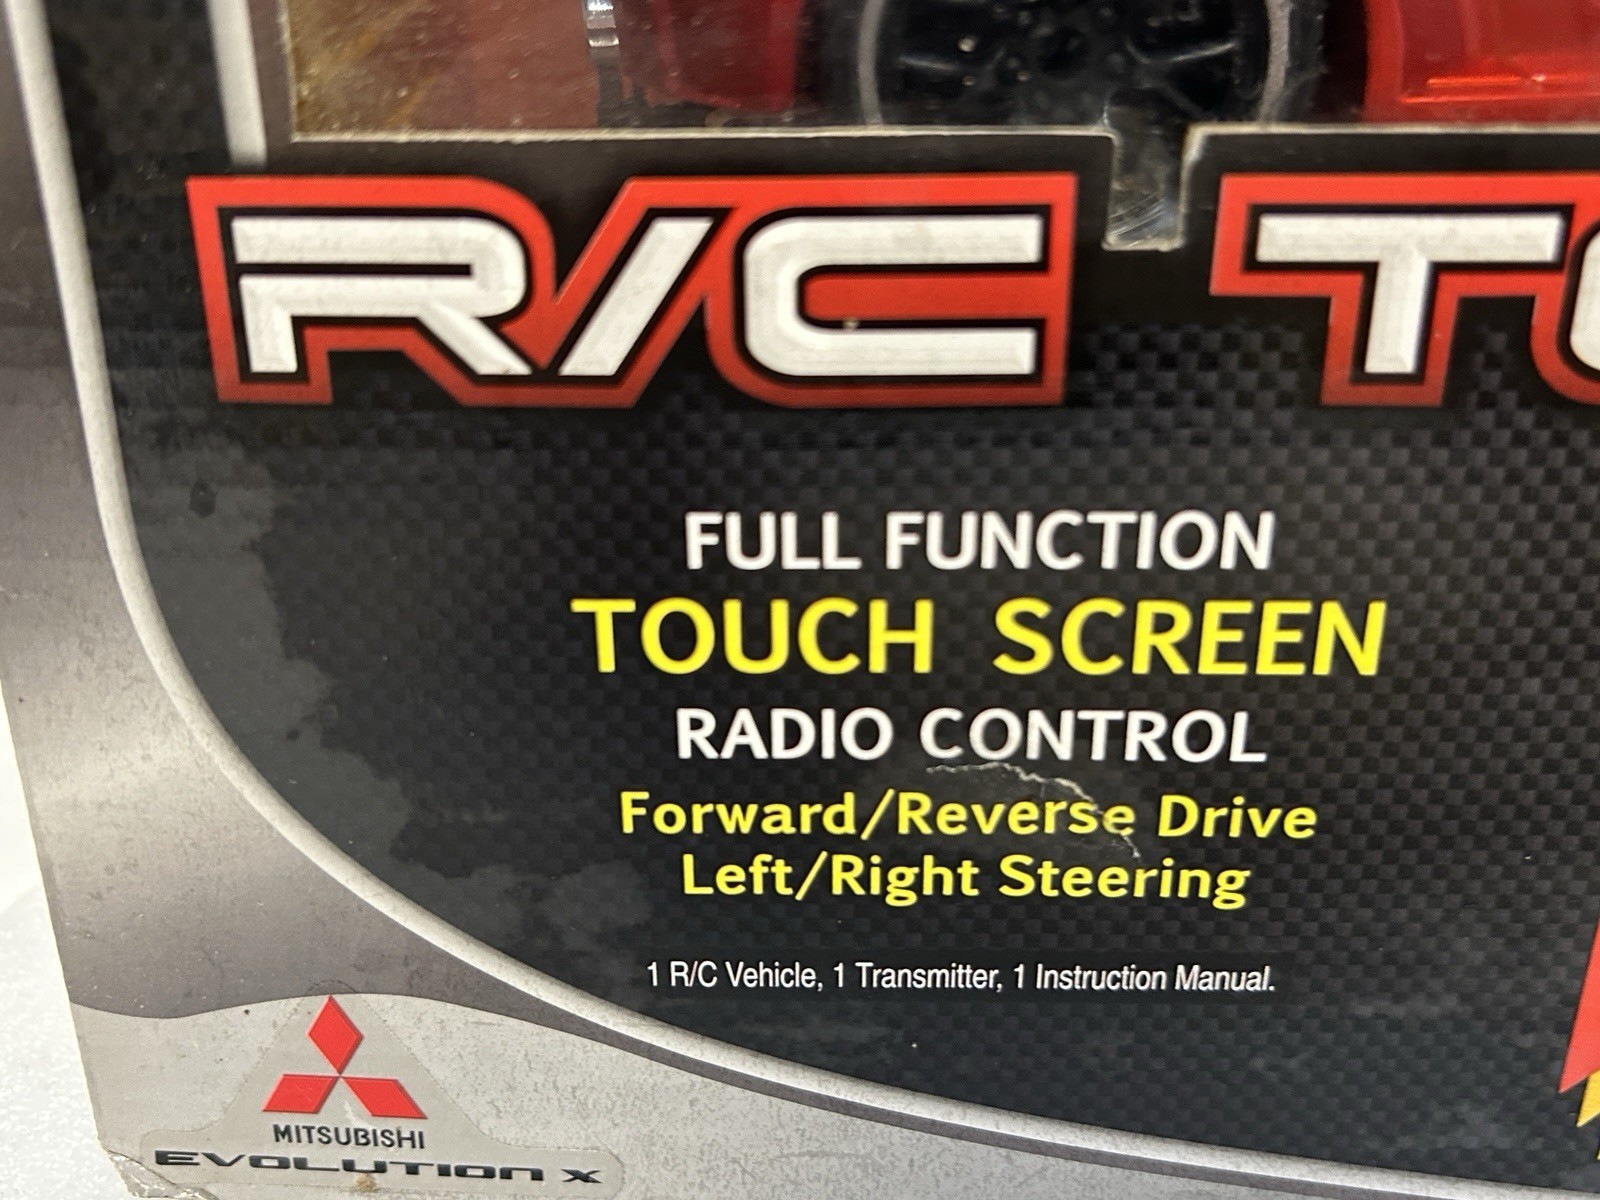 R/C
FULL FUNCTION
TOUCH SCREEN
RADIO CONTROL
Forward/Reverse Drive
Left/Right Steering
1 R/C Vehicle, 1 Transmitter, 1 Instruction Manual.
MITSUBISHI
EVOLUTION X